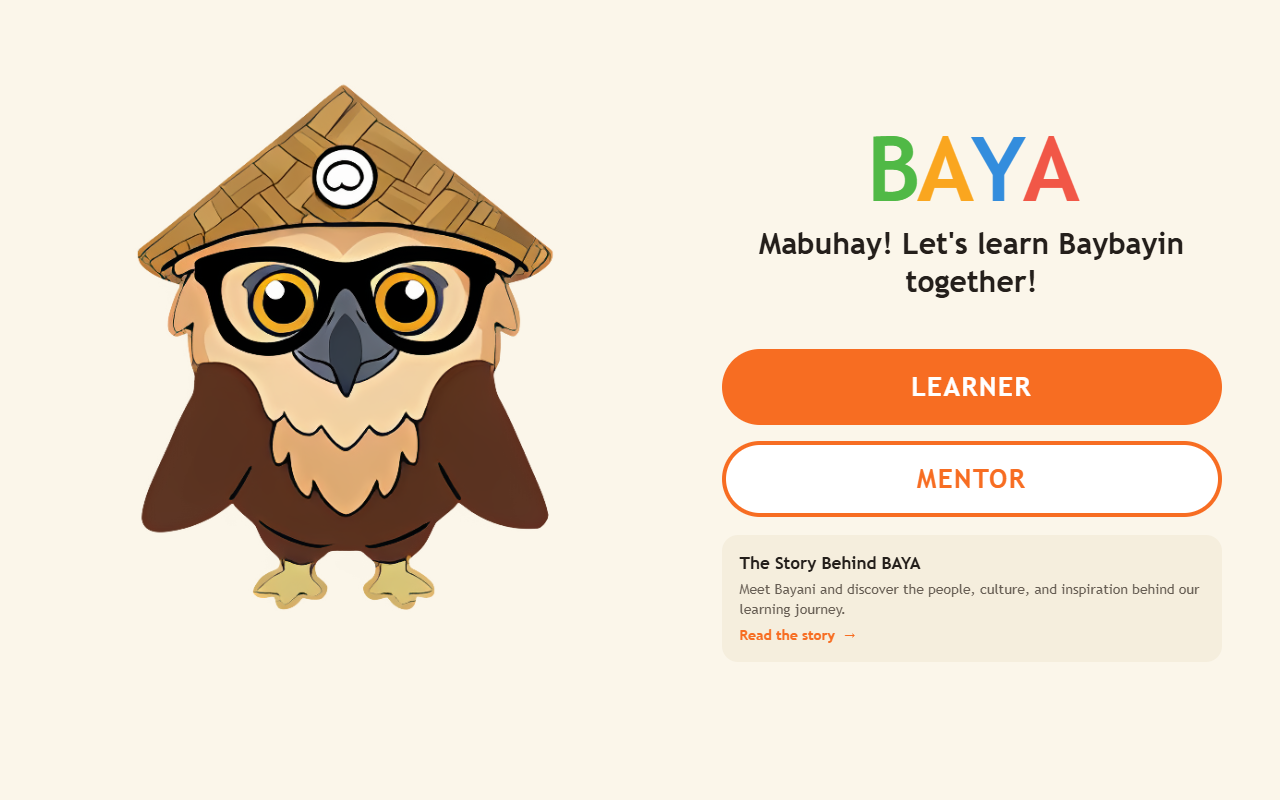 ᜊ
BAYA
Mabuhay! Let's learn Baybayin
together!
LEARNER
MENTOR
The Story Behind BAYA
Meet Bayani and discover the people, culture, and inspiration behind our
learning journey.
Read the story →